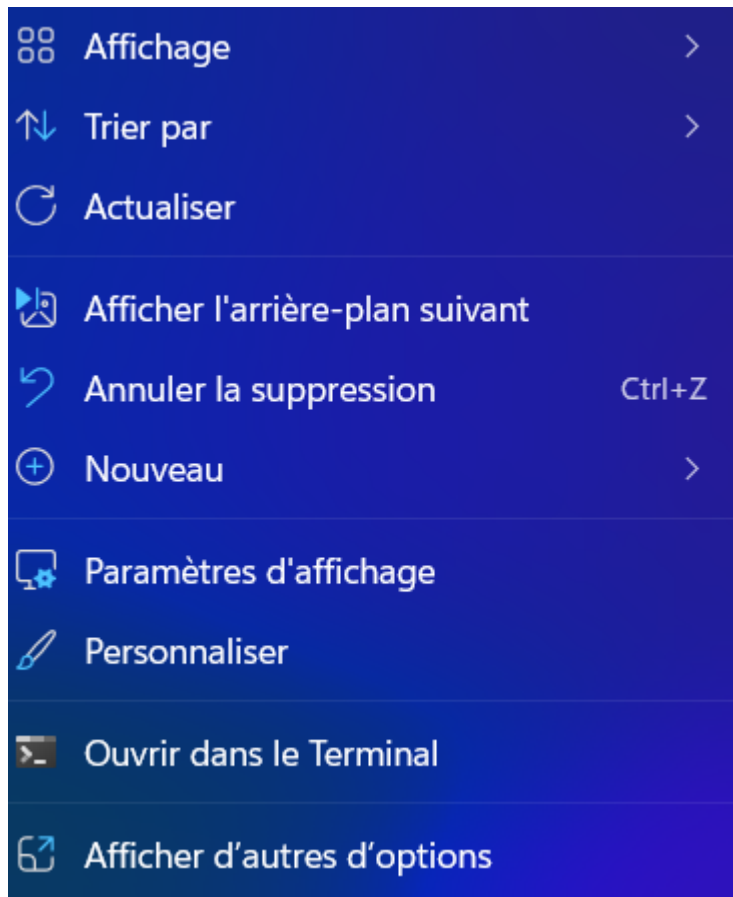 Affichage
Trier par
Actualiser
Afficher l'arrière-plan suivant
Annuler la suppression Ctrl+Z
Nouveau
Paramètres d'affichage
Personnaliser
Ouvrir dans le Terminal
Afficher d’autres d’options